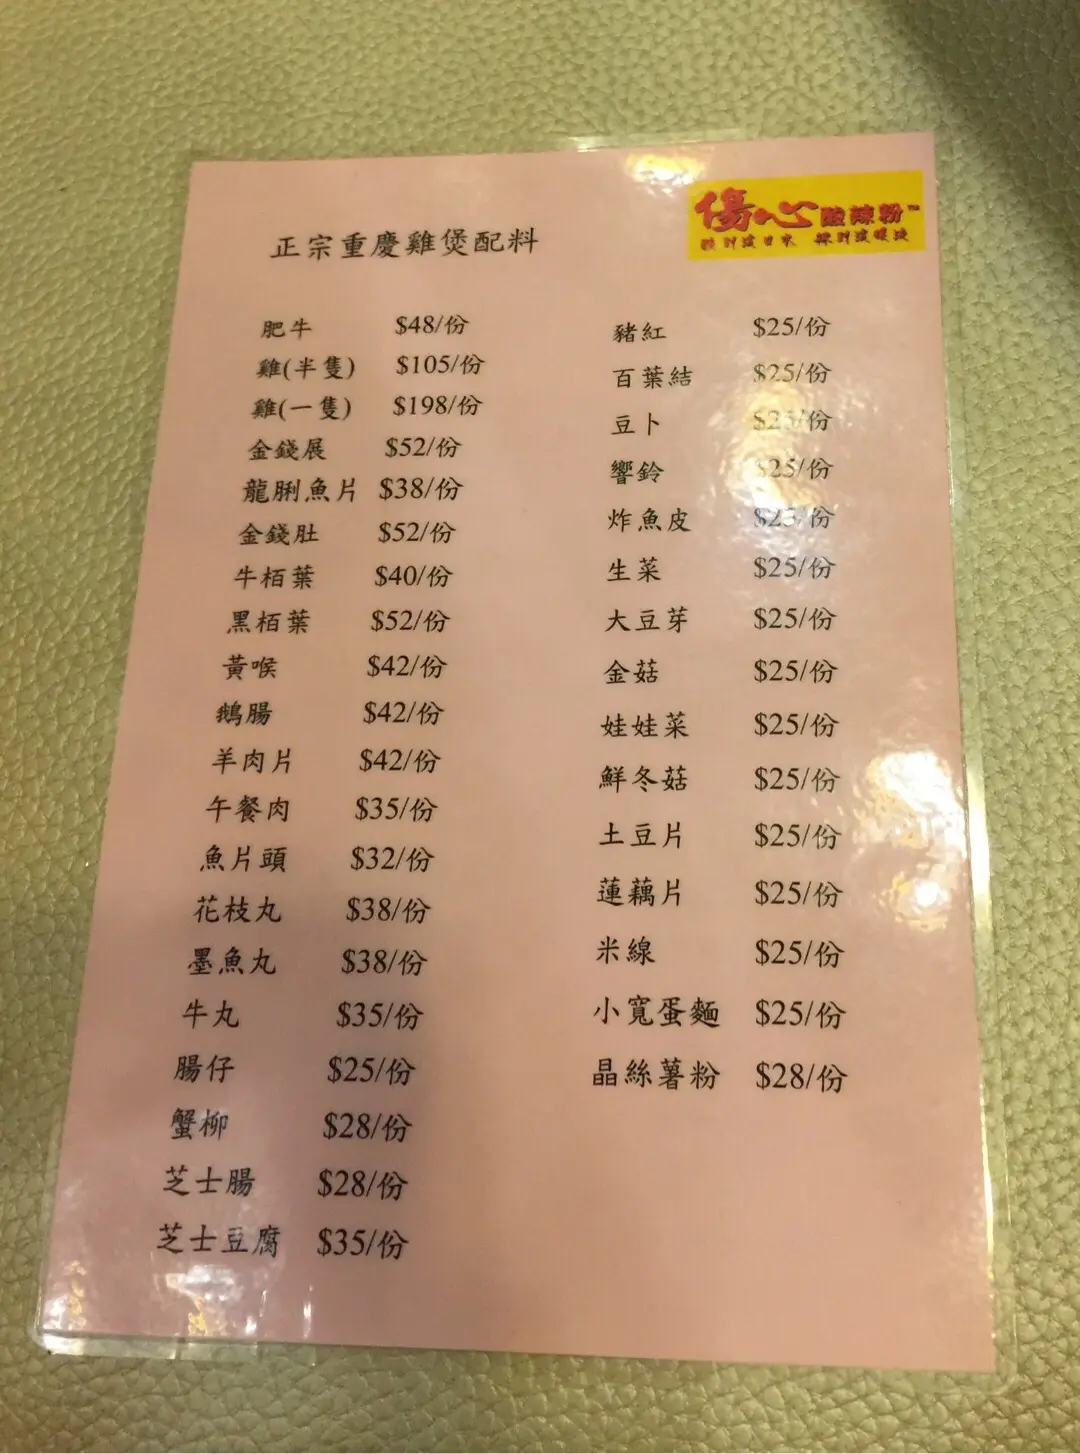 傷心酸辣粉™
正宗重慶雞煲配料
肥牛 $48/份
雞(半隻) $105/份
雞(一隻) $198/份
金錢展 $52/份
龍脷魚片 $38/份
金錢肚 $52/份
牛栢葉 $40/份
黑栢葉 $52/份
黃喉 $42/份
鵝腸 $42/份
羊肉片 $42/份
午餐肉 $35/份
魚片頭 $32/份
花枝丸 $38/份
墨魚丸 $38/份
牛丸 $35/份
腸仔 $25/份
蟹柳 $28/份
芝士腸 $28/份
芝士豆腐 $35/份
豬紅 $25/份
百葉結 $25/份
豆卜 $25/份
響鈴 $25/份
炸魚皮 $25/份
生菜 $25/份
大豆芽 $25/份
金菇 $25/份
娃娃菜 $25/份
鮮冬菇 $25/份
土豆片 $25/份
蓮藕片 $25/份
米線 $25/份
小寬蛋麵 $25/份
晶絲薯粉 $28/份